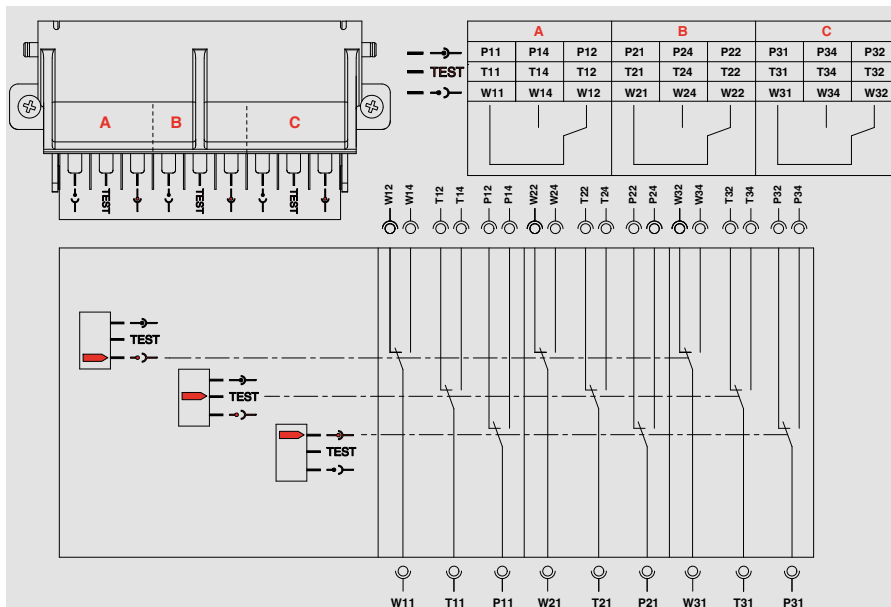 A B C
A B C
P11 P14 P12 P21 P24 P22 P31 P34 P32
TEST T11 T14 T12 T21 T24 T22 T31 T34 T32
W11 W14 W12 W21 W24 W22 W31 W34 W32
TEST TEST TEST
W12 W14 T12 T14 P12 P14 W22 W24 T22 T24 P22 P24 W32 W34 T32 T34 P32 P34
TEST
TEST
TEST
W11 T11 P11 W21 T21 P21 W31 T31 P31